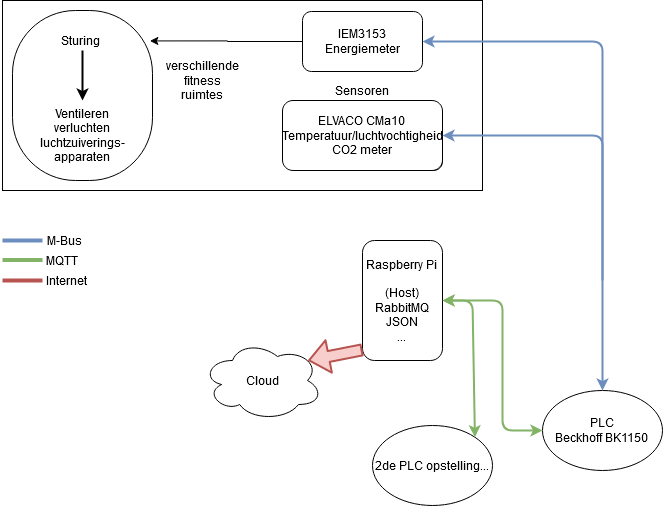 Sturing
Ventileren
verluchten
luchtzuiverings-
apparaten
verschillende
fitness
ruimtes
IEM3153
Energiemeter
Sensoren
ELVACO CMa10
Temperatuur/luchtvochtigheid
CO2 meter
M-Bus
MQTT
Internet
Raspberry Pi
(Host)
RabbitMQ
JSON
...
Cloud
2de PLC opstelling...
PLC
Beckhoff BK1150